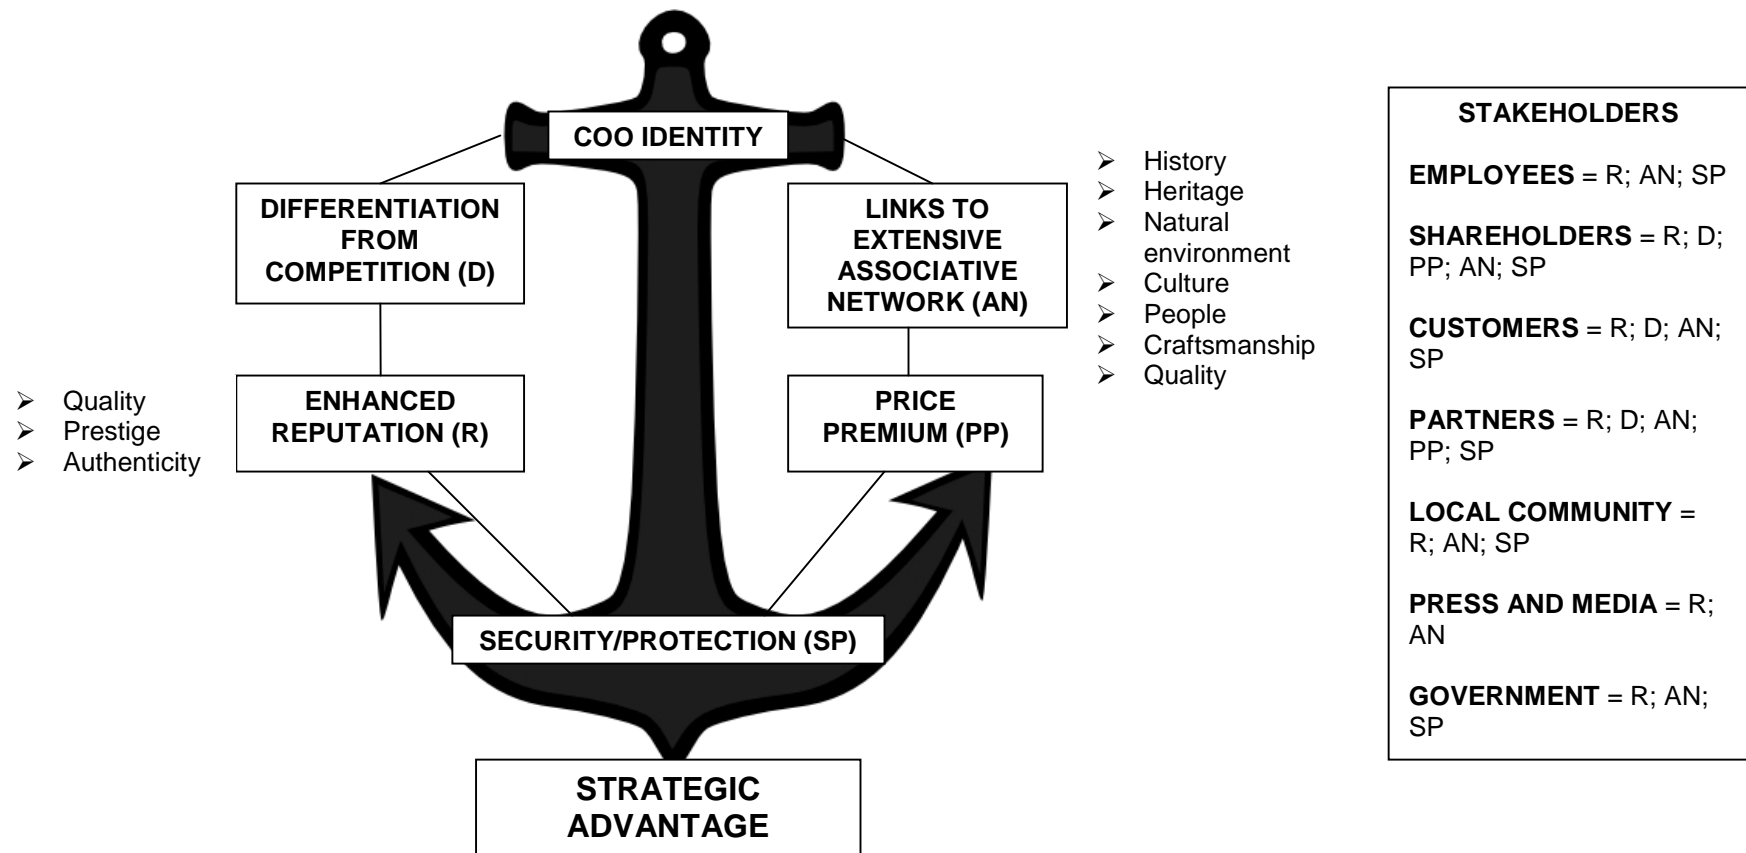 COO IDENTITY
DIFFERENTIATION
FROM
COMPETITION (D)
LINKS TO
EXTENSIVE
ASSOCIATIVE
NETWORK (AN)
➢ History
➢ Heritage
➢ Natural
environment
➢ Culture
➢ People
➢ Craftsmanship
➢ Quality
➢ Quality
➢ Prestige
➢ Authenticity
ENHANCED
REPUTATION (R)
PRICE
PREMIUM (PP)
SECURITY/PROTECTION (SP)
STRATEGIC
ADVANTAGE
STAKEHOLDERS
EMPLOYEES = R; AN; SP
SHAREHOLDERS = R; D;
PP; AN; SP
CUSTOMERS = R; D; AN;
SP
PARTNERS = R; D; AN;
PP; SP
LOCAL COMMUNITY =
R; AN; SP
PRESS AND MEDIA = R;
AN
GOVERNMENT = R; AN;
SP